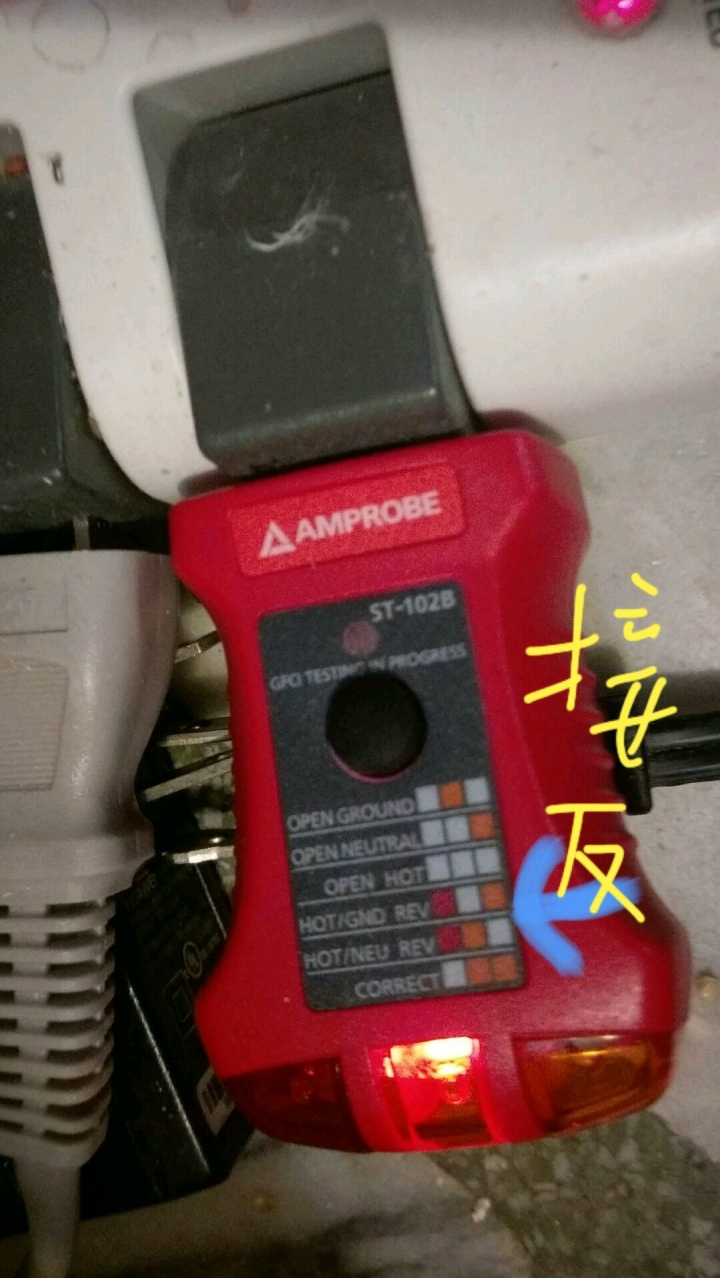 AMPROBE
ST-102B
GFCI TESTING IN PROGRESS
OPEN GROUND
OPEN NEUTRAL
OPEN HOT
HOT/GND REV
HOT/NEU REV
CORRECT
接反